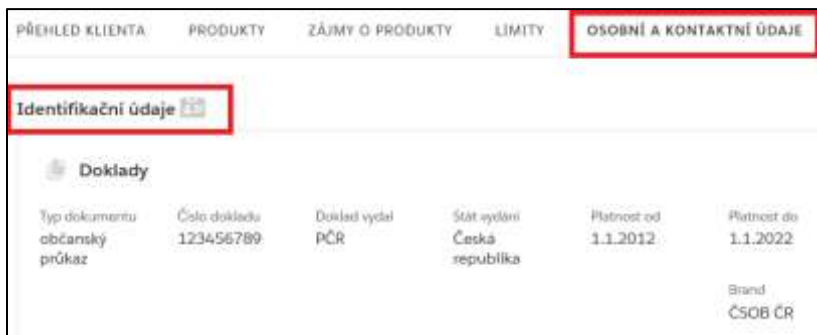 PŘEHLED KLIENTA PRODUKTY ZÁJMY O PRODUKTY LIMITY OSOBNÍ A KONTAKTNÍ ÚDAJE
Identifikační údaje
Doklady
Typ dokumentu Číslo dokladu Doklad vydal Stát vydání Platnost od Platnost do
občanský 123456789 PČR Česká 1.1.2012 1.1.2022
průkaz republika
Brand
ČSOB ČR